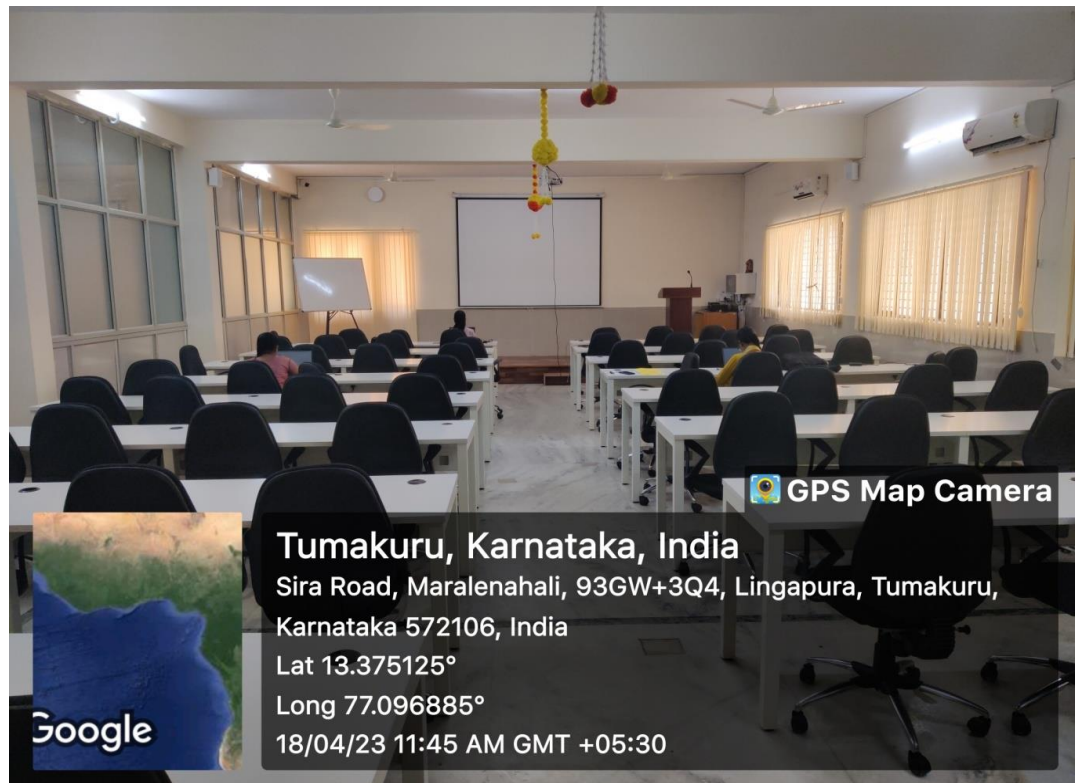 GPS Map Camera
Tumakuru, Karnataka, India
Sira Road, Maralenahali, 93GW+3Q4, Lingapura, Tumakuru,
Karnataka 572106, India
Lat 13.375125°
Long 77.096885°
18/04/23 11:45 AM GMT +05:30
Google